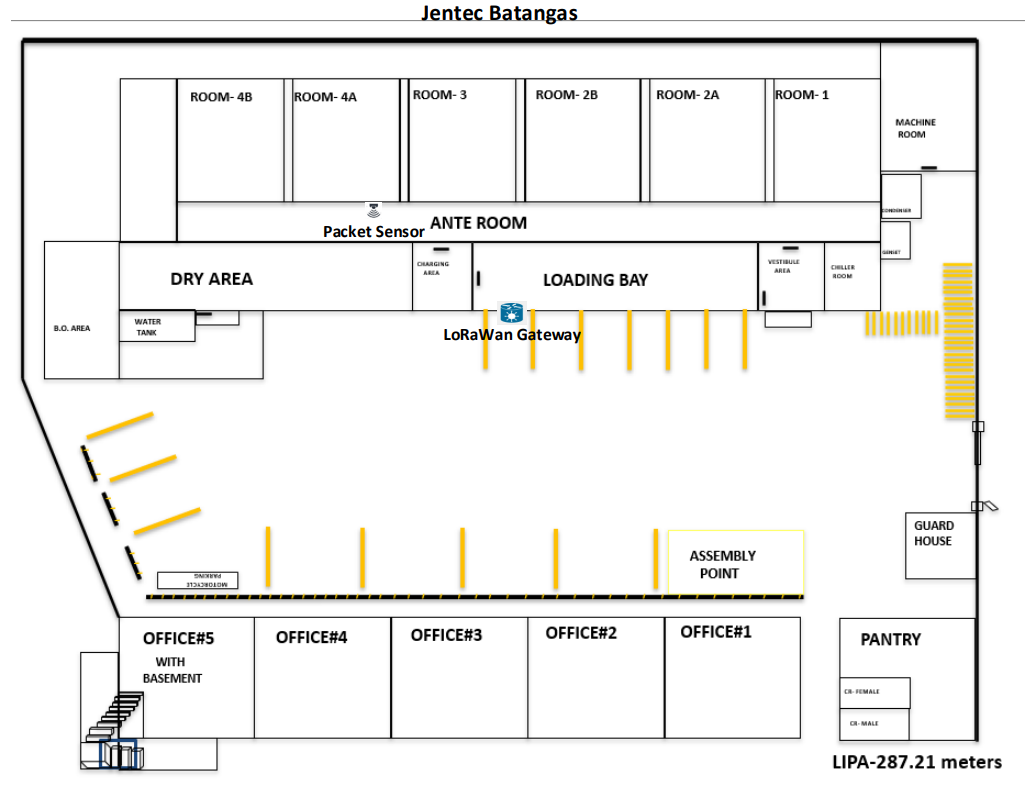 Jentec Batangas
ROOM- 4B
ROOM- 4A
ROOM- 3
ROOM- 2B
ROOM- 2A
ROOM- 1
MACHINE
ROOM
CONDENSER
Packet Sensor
ANTE ROOM
GENSET
DRY AREA
CHARGING
AREA
LOADING BAY
VESTIBULE
AREA
CHILLER
ROOM
B.O. AREA
WATER
TANK
LoRaWan Gateway
GUARD
HOUSE
ASSEMBLY
POINT
MOTORCYCLE
PARKING
OFFICE#5
WITH
BASEMENT
OFFICE#4
OFFICE#3
OFFICE#2
OFFICE#1
PANTRY
CR- FEMALE
CR- MALE
LIPA-287.21 meters